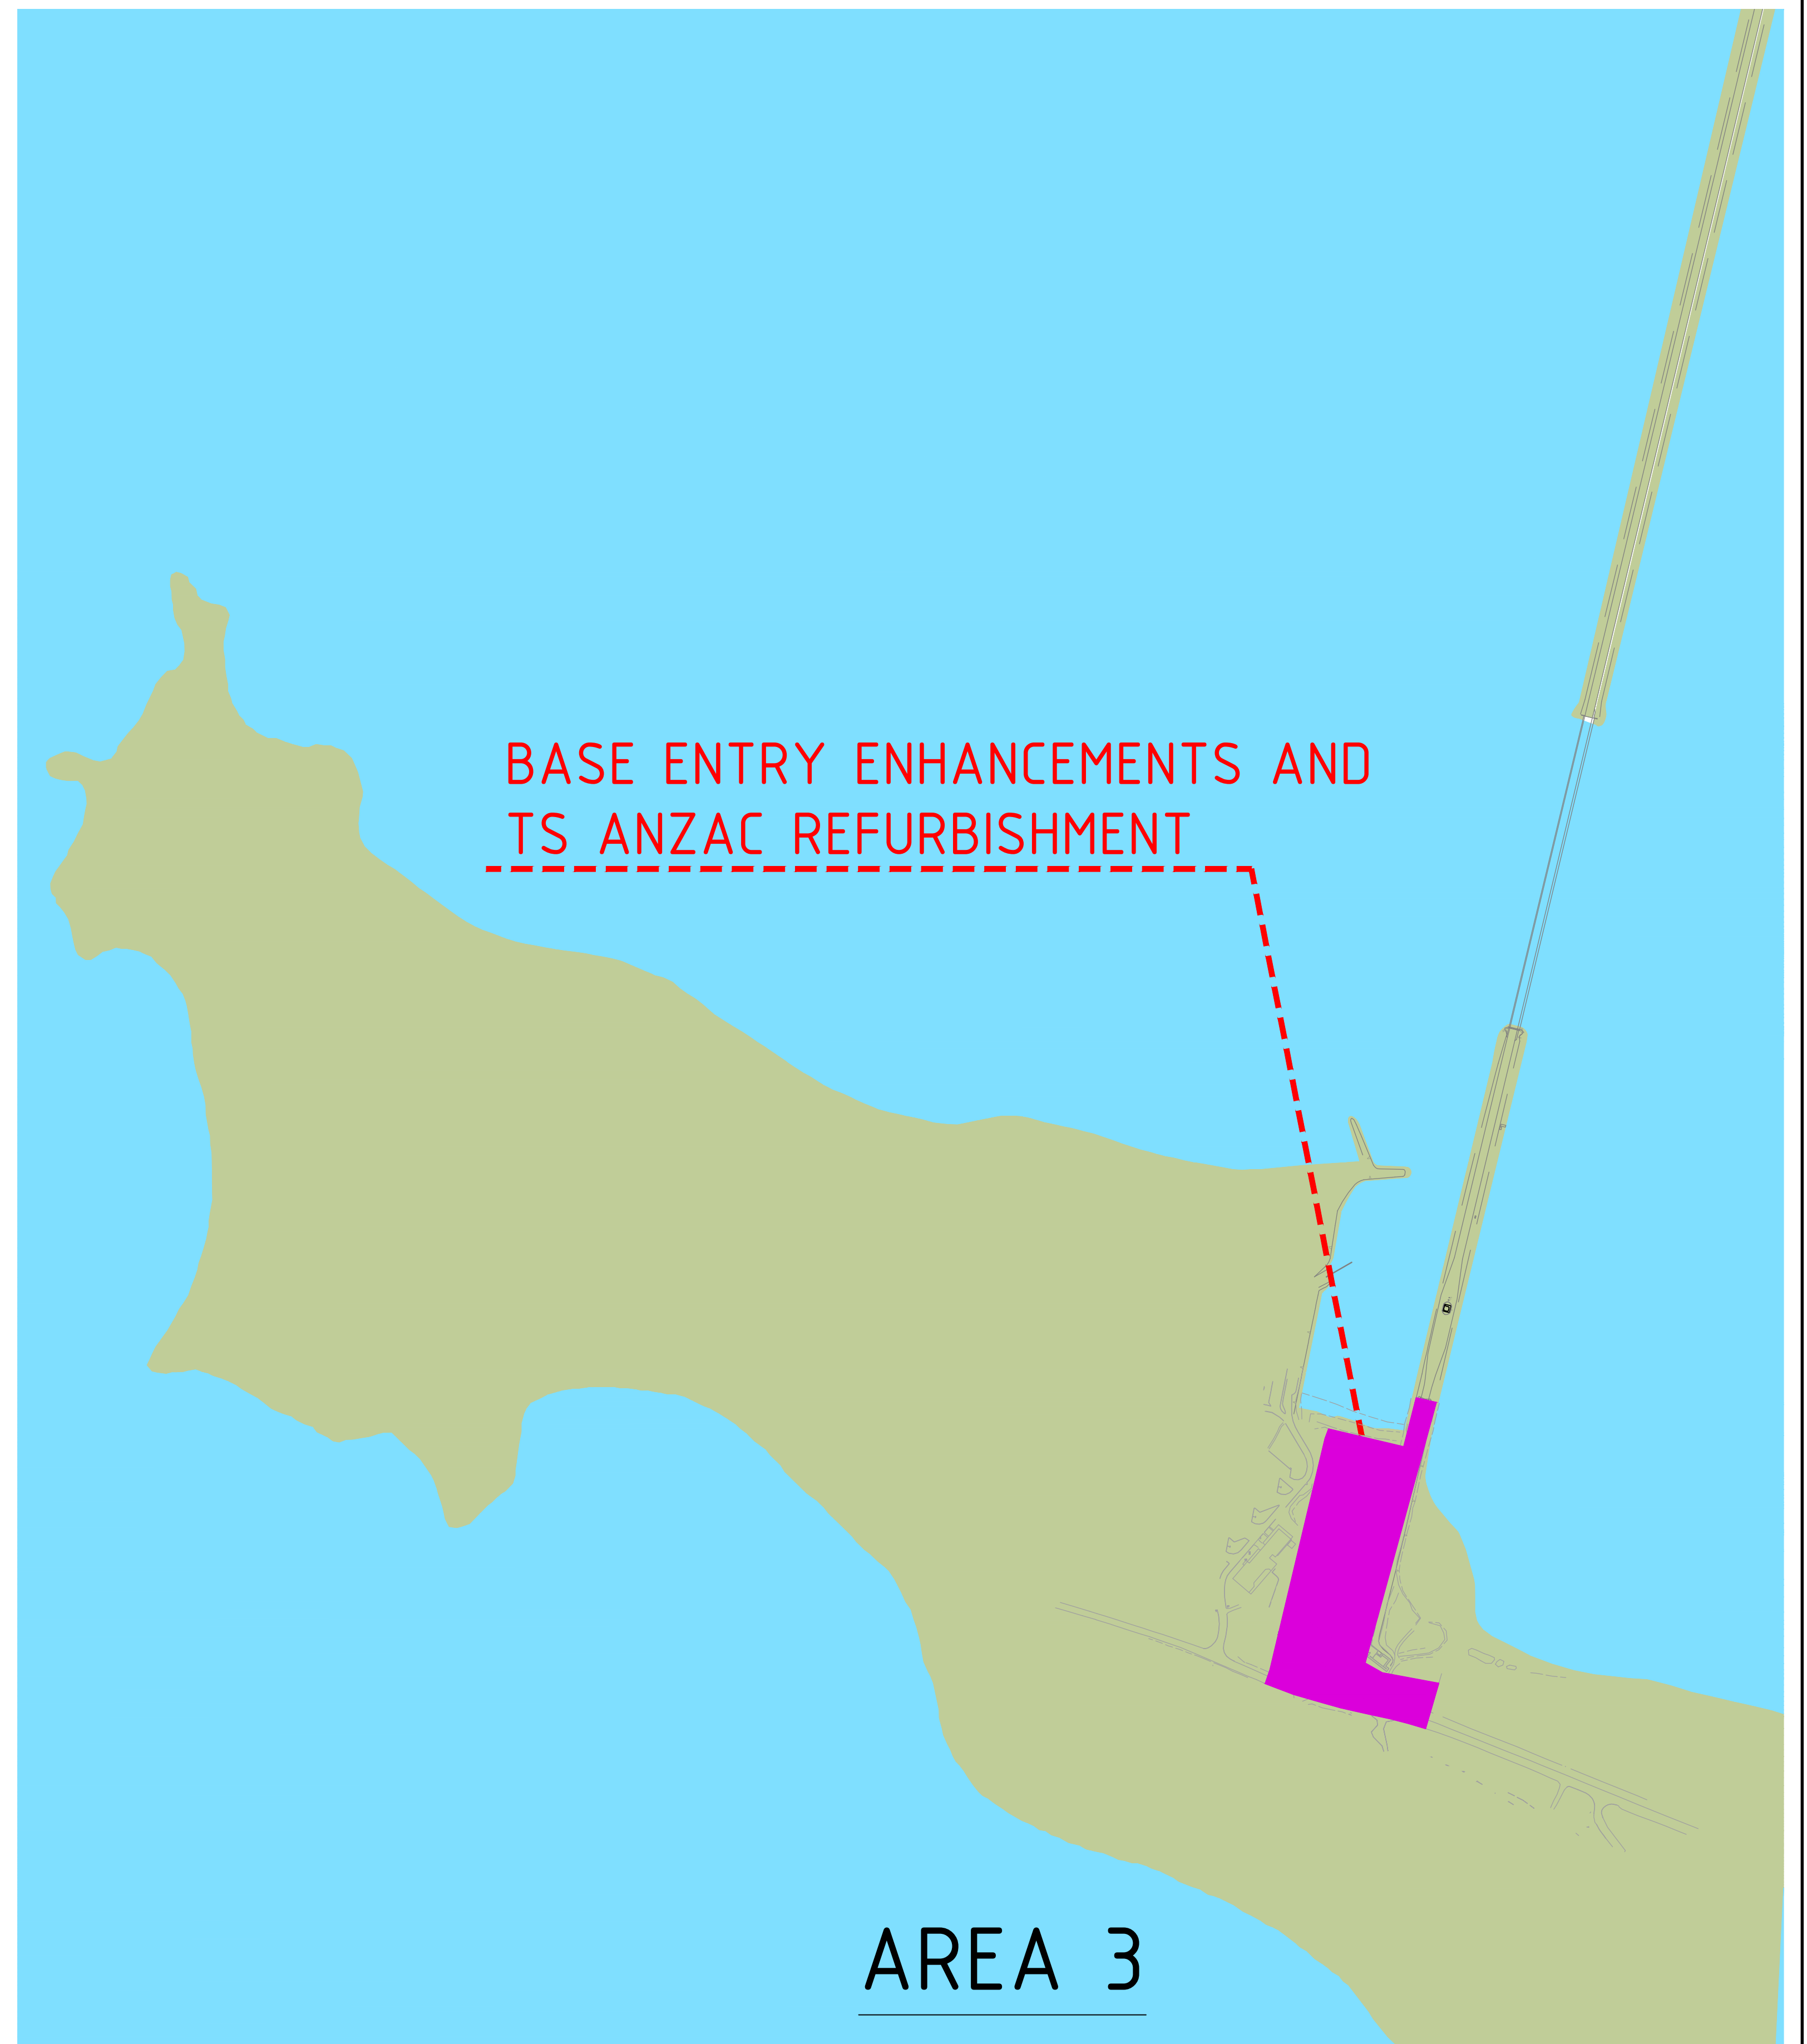 BASE ENTRY ENHANCEMENTS AND
TS ANZAC REFURBISHMENT
AREA 3